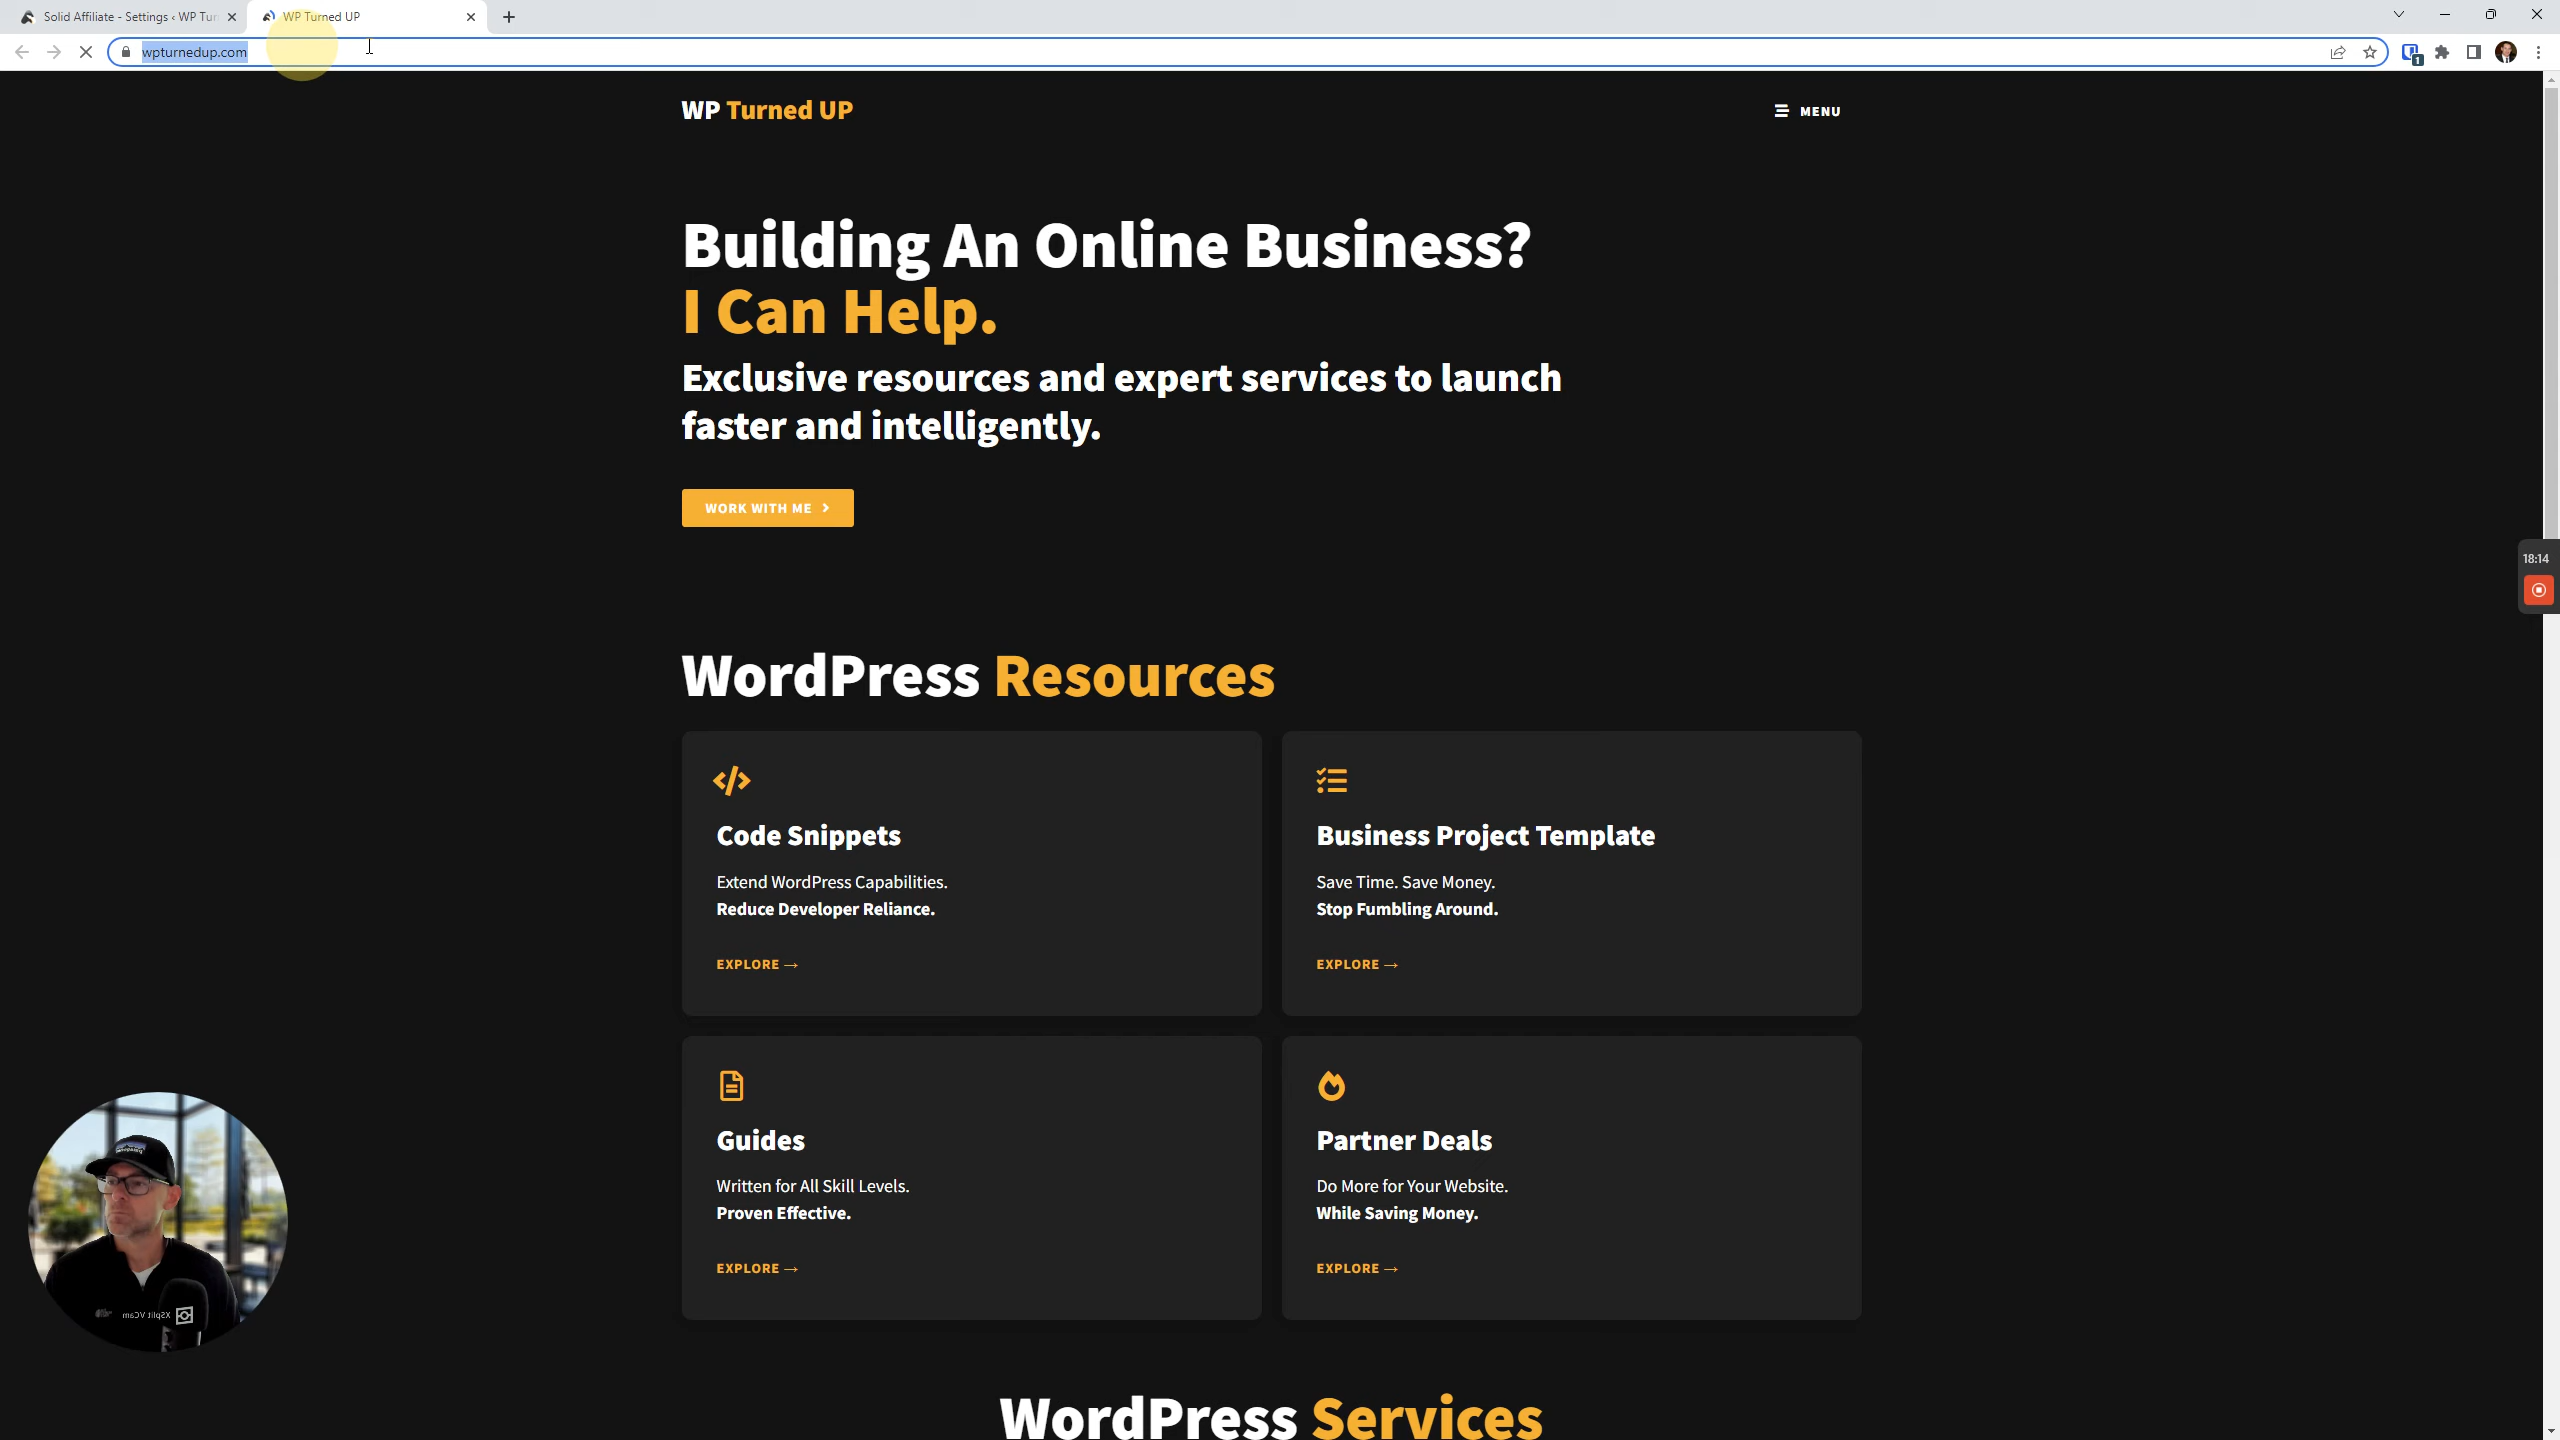 Solid Affiliate - Settings ‹ WP Tur
WP Turned UP
wpturnedup.com
1
WP Turned UP
MENU
Building An Online Business?
I Can Help.
Exclusive resources and expert services to launch
faster and intelligently.
WORK WITH ME
18:14
WordPress Resources
Code Snippets
Extend WordPress Capabilities.
Reduce Developer Reliance.
EXPLORE →
Business Project Template
Save Time. Save Money.
Stop Fumbling Around.
EXPLORE →
Guides
Written for All Skill Levels.
Proven Effective.
EXPLORE →
Partner Deals
Do More for Your Website.
While Saving Money.
EXPLORE →
XSplit VCam
WordPress Services